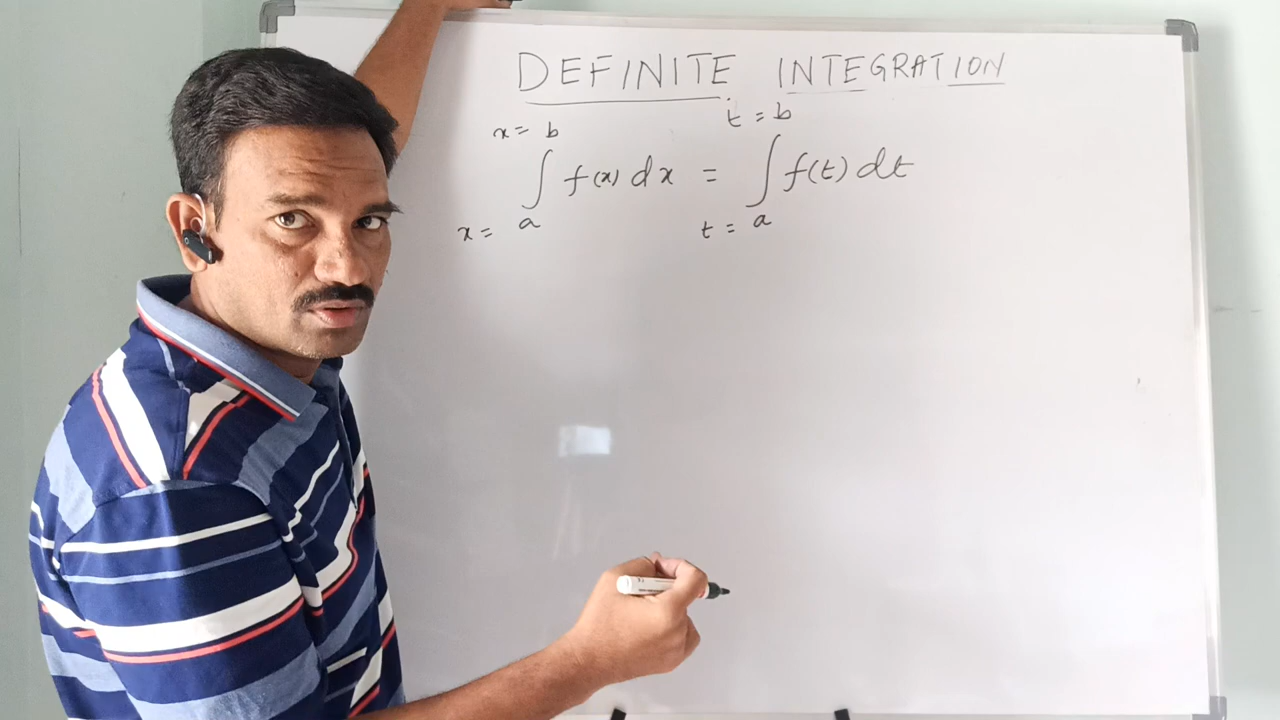 DEFINITE INTEGRATION
x = b t = b
∫ f(x) dx = ∫ f(t) dt
x = a t = a